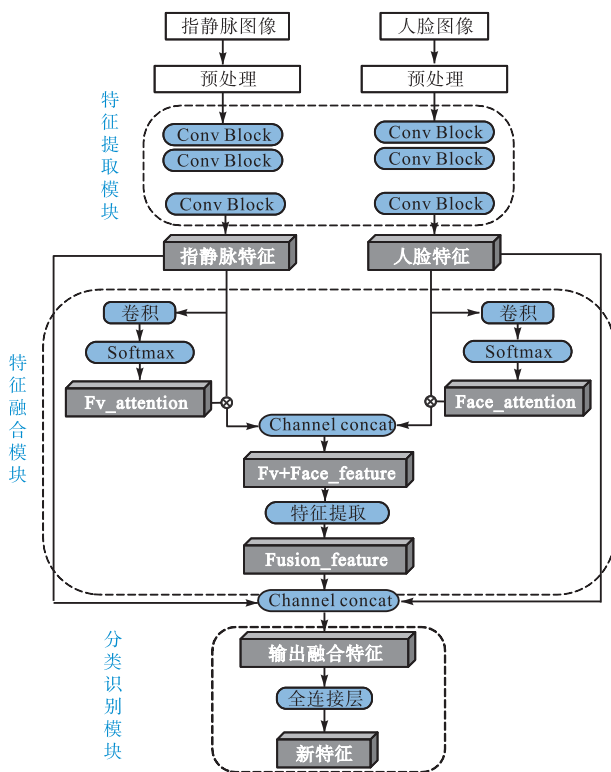 指静脉图像
人脸图像
预处理
预处理
特征提取模块
Conv Block
Conv Block
Conv Block
Conv Block
Conv Block
Conv Block
指静脉特征
人脸特征
特征融合模块
卷积
卷积
Softmax
Softmax
Fv_attention
Face_attention
Channel concat
Fv+Face_feature
特征提取
Fusion_feature
Channel concat
分类识别模块
输出融合特征
全连接层
新特征